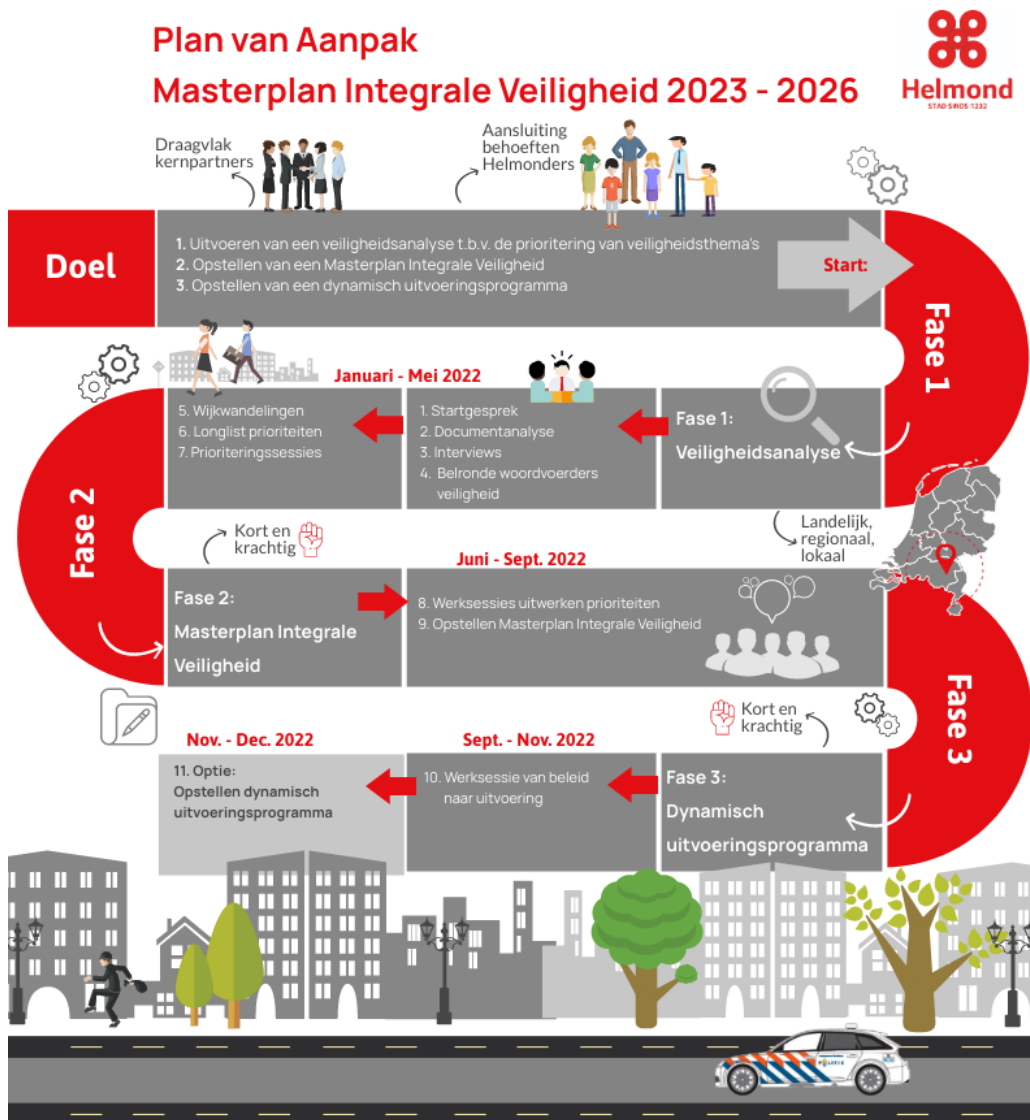 Plan van Aanpak
Masterplan Integrale Veiligheid 2023 - 2026
Helmond
STAD SINDS 1232
Draagvlak
kernpartners
Aansluiting
behoeften
Helmonders
Doel
1. Uitvoeren van een veiligheidsanalyse t.b.v. de prioritering van veiligheidsthema's
2. Opstellen van een Masterplan Integrale Veiligheid
3. Opstellen van een dynamisch uitvoeringsprogramma
Start:
Fase 1
Januari - Mei 2022
Fase 1:
Veiligheidsanalyse
1. Startgesprek
2. Documentanalyse
3. Interviews
4. Belronde woordvoerders
veiligheid
5. Wijkwandelingen
6. Longlist prioriteiten
7. Prioriteringssessies
Landelijk,
regionaal,
lokaal
Fase 2
Kort en
krachtig
Juni - Sept. 2022
Fase 2:
Masterplan Integrale
Veiligheid
8. Werksessies uitwerken prioriteiten
9. Opstellen Masterplan Integrale Veiligheid
Fase 3
Kort en
krachtig
Sept. - Nov. 2022
Fase 3:
Dynamisch
uitvoeringsprogramma
10. Werksessie van beleid
naar uitvoering
Nov. - Dec. 2022
11. Optie:
Opstellen dynamisch
uitvoeringsprogramma